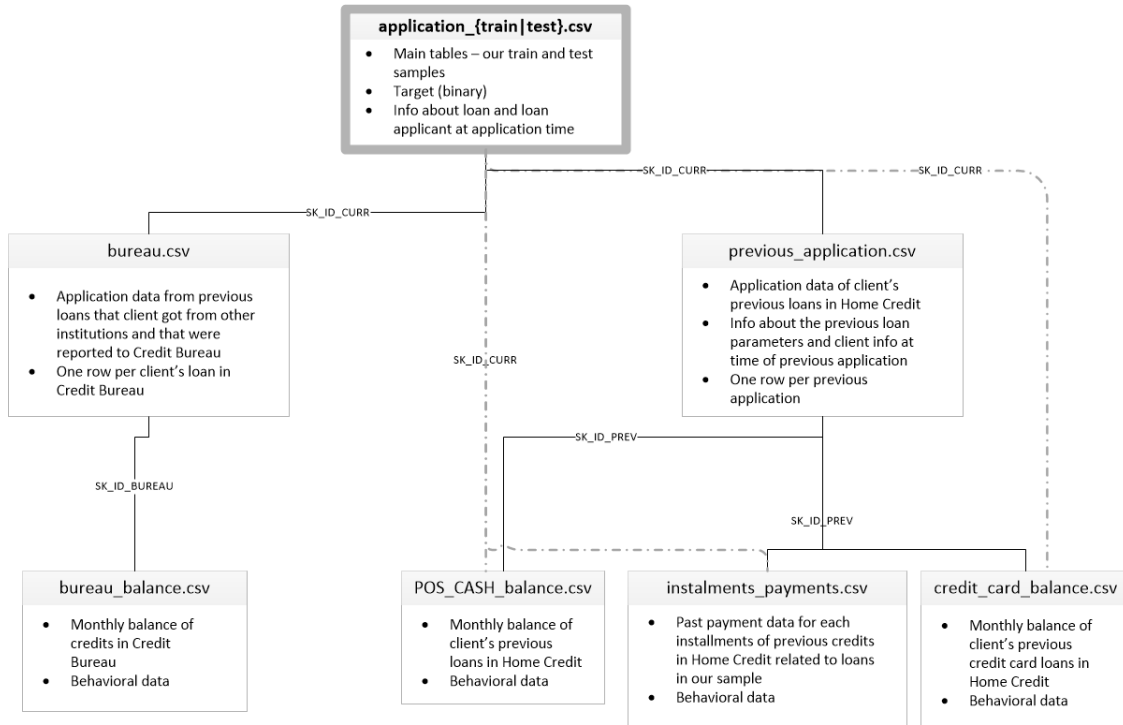 application_{train|test}.csv
• Main tables – our train and test
samples
• Target (binary)
• Info about loan and loan
applicant at application time
SK_ID_CURR
SK_ID_CURR
SK_ID_CURR
bureau.csv
• Application data from previous
loans that client got from other
institutions and that were
reported to Credit Bureau
• One row per client's loan in
Credit Bureau
previous_application.csv
• Application data of client's
previous loans in Home Credit
• Info about the previous loan
parameters and client info at
time of previous application
• One row per previous
application
SK_ID_CURR
SK_ID_PREV
SK_ID_BUREAU
SK_ID_PREV
bureau_balance.csv
• Monthly balance of
credits in Credit
Bureau
• Behavioral data
POS_CASH_balance.csv
• Monthly balance of
client's previous
loans in Home Credit
• Behavioral data
instalments_payments.csv
• Past payment data for each
installments of previous credits
in Home Credit related to loans
in our sample
• Behavioral data
credit_card_balance.csv
• Monthly balance of
client's previous
credit card loans in
Home Credit
• Behavioral data